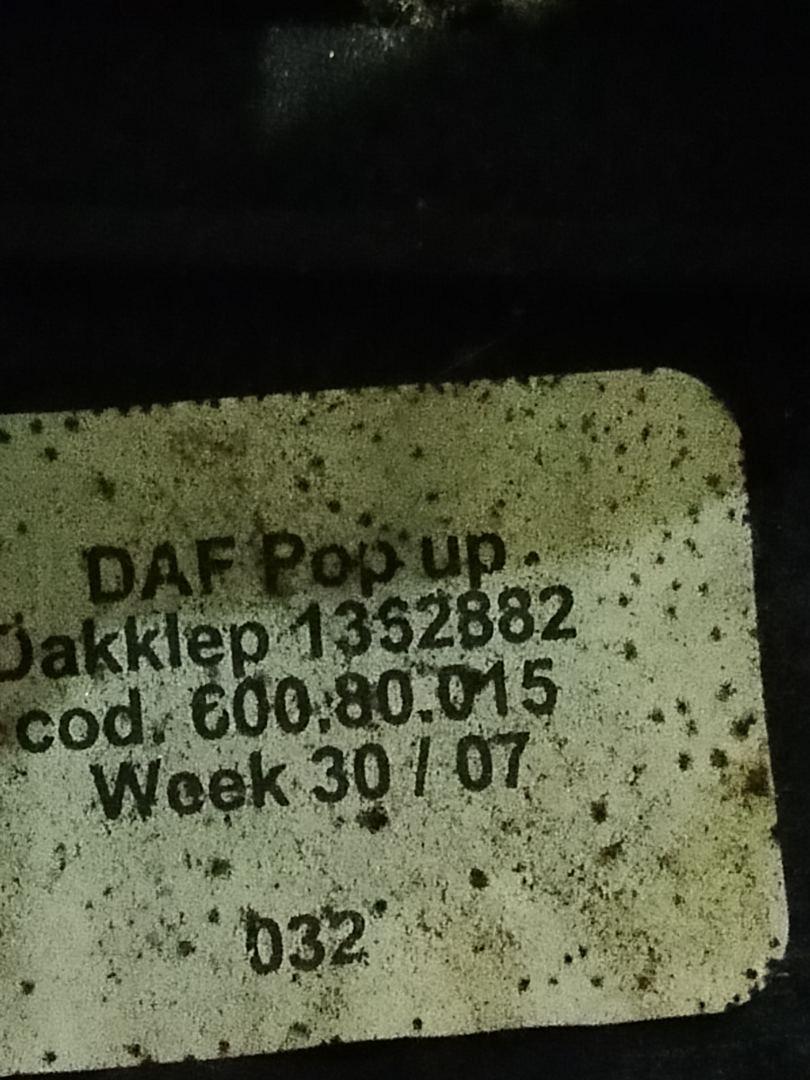 DAF Pop up
Dakklep 1362882
cod. 600.80.015
Week 30 / 07
032